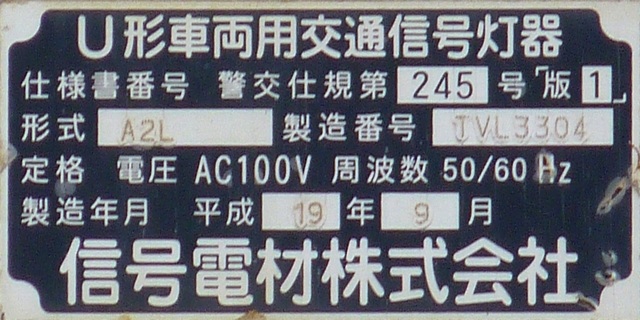 U形車両用交通信号灯器
仕様書番号 警交仕規第 245 号「版1」
形式 A2L 製造番号 TVL3304
定格 電圧 AC100V 周波数 50/60 Hz
製造年月 平成 19 年 9 月
信号電材株式会社